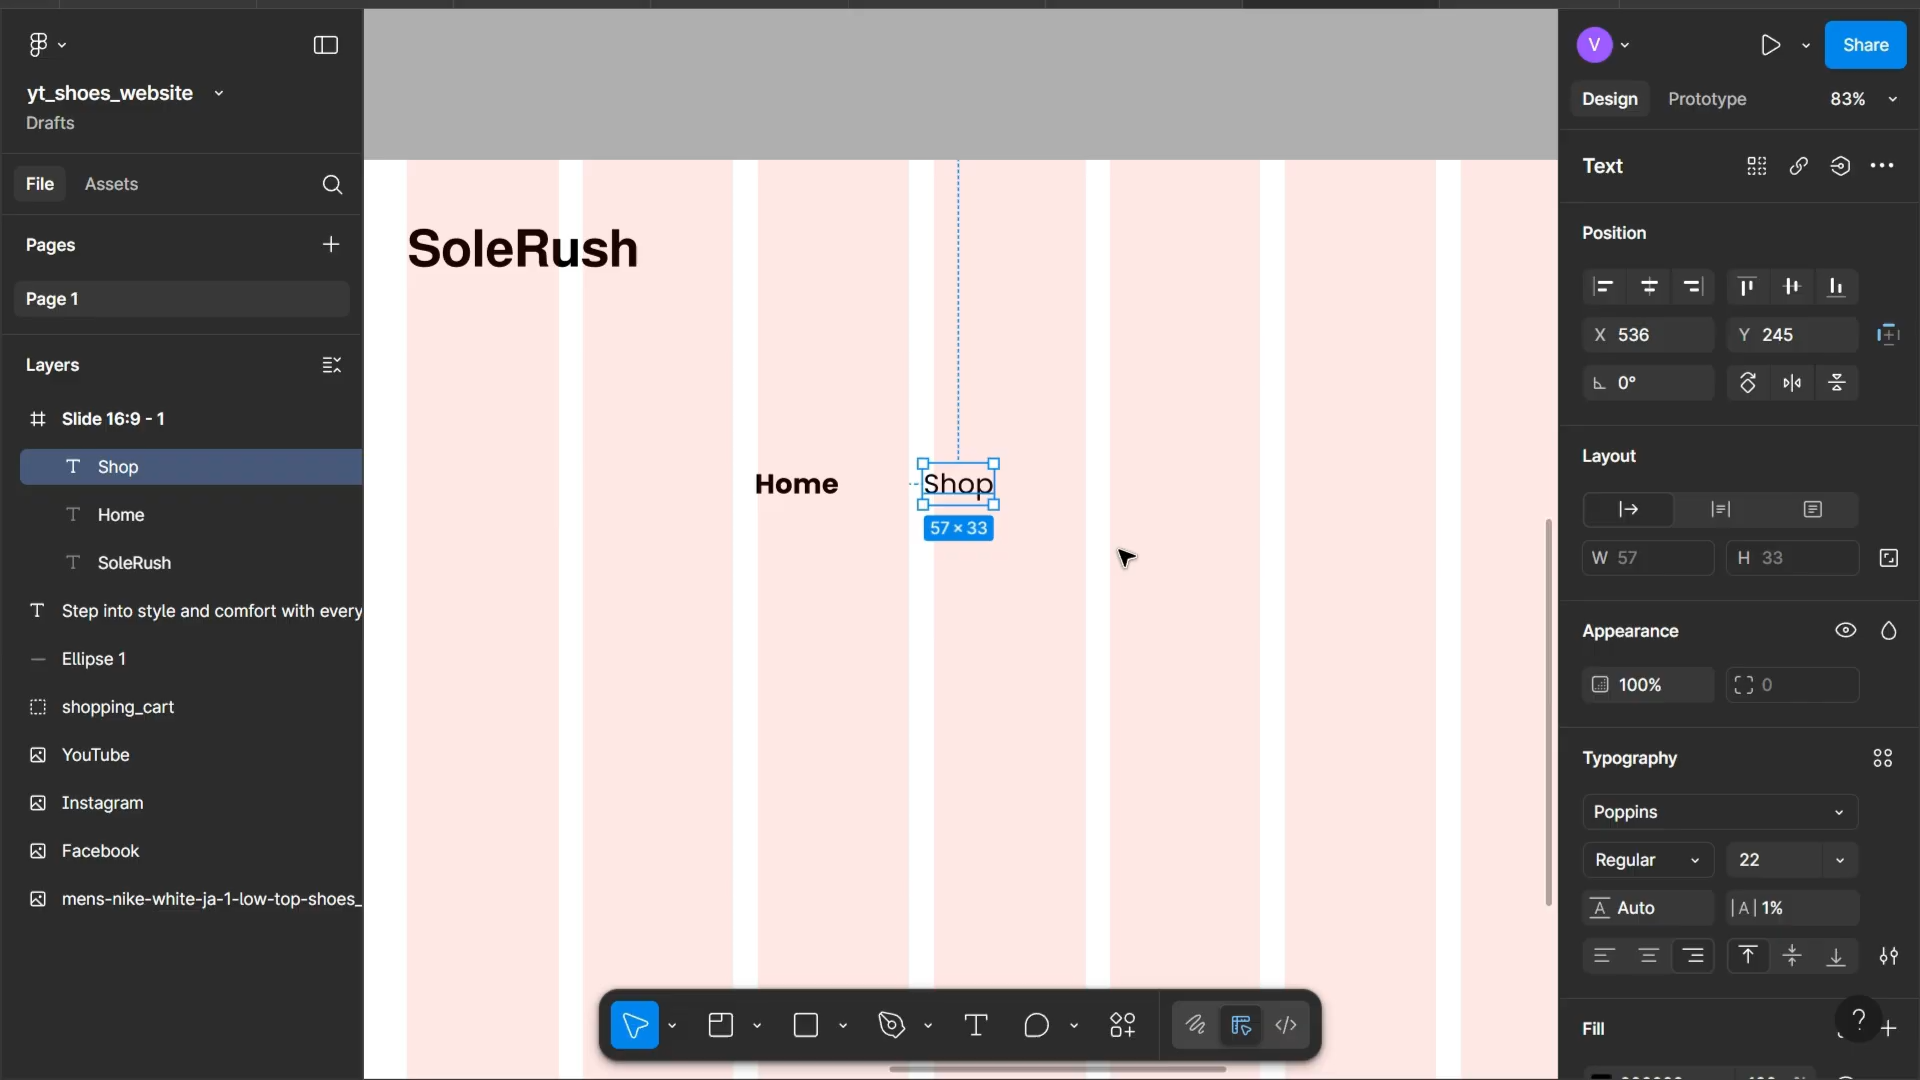 yt_shoes_website
Drafts
File
Assets
Pages
Page 1
Layers
Slide 16:9 - 1
Shop
Home
SoleRush
Step into style and comfort with every
Ellipse 1
shopping_cart
YouTube
Instagram
Facebook
mens-nike-white-ja-1-low-top-shoes_
SoleRush
Home
Shop
57 × 33
V
Share
Design
Prototype
83%
Text
Position
X 536
Y 245
0°
Layout
W 57
H 33
Appearance
100%
0
Typography
Poppins
Regular
22
Auto
1%
Fill
?